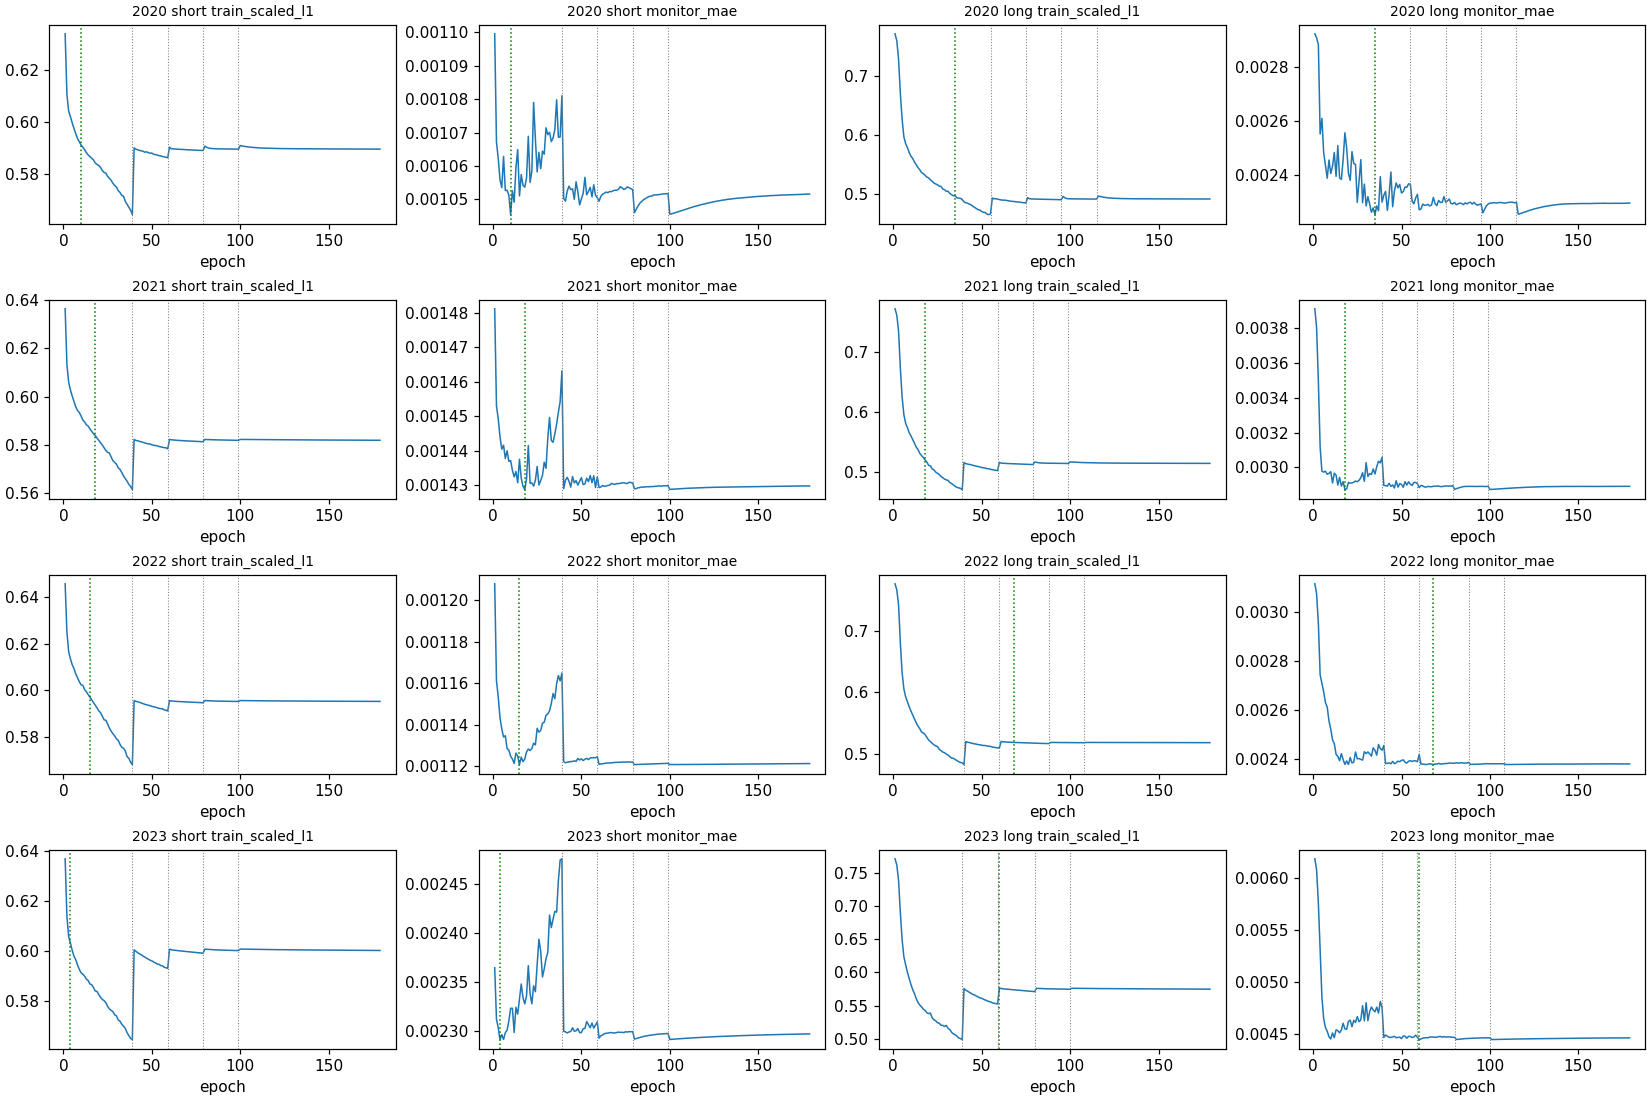 2020 short train_scaled_l1
0.62
0.60
0.58
0 50 100 150
epoch
2020 short monitor_mae
0.00110
0.00109
0.00108
0.00107
0.00106
0.00105
0 50 100 150
epoch
2020 long train_scaled_l1
0.7
0.6
0.5
0 50 100 150
epoch
2020 long monitor_mae
0.0028
0.0026
0.0024
0 50 100 150
epoch
2021 short train_scaled_l1
0.64
0.62
0.60
0.58
0.56
0 50 100 150
epoch
2021 short monitor_mae
0.00148
0.00147
0.00146
0.00145
0.00144
0.00143
0 50 100 150
epoch
2021 long train_scaled_l1
0.7
0.6
0.5
0 50 100 150
epoch
2021 long monitor_mae
0.0038
0.0036
0.0034
0.0032
0.0030
0 50 100 150
epoch
2022 short train_scaled_l1
0.64
0.62
0.60
0.58
0 50 100 150
epoch
2022 short monitor_mae
0.00120
0.00118
0.00116
0.00114
0.00112
0 50 100 150
epoch
2022 long train_scaled_l1
0.7
0.6
0.5
0 50 100 150
epoch
2022 long monitor_mae
0.0030
0.0028
0.0026
0.0024
0 50 100 150
epoch
2023 short train_scaled_l1
0.64
0.62
0.60
0.58
0 50 100 150
epoch
2023 short monitor_mae
0.00245
0.00240
0.00235
0.00230
0 50 100 150
epoch
2023 long train_scaled_l1
0.75
0.70
0.65
0.60
0.55
0.50
0 50 100 150
epoch
2023 long monitor_mae
0.0060
0.0055
0.0050
0.0045
0 50 100 150
epoch